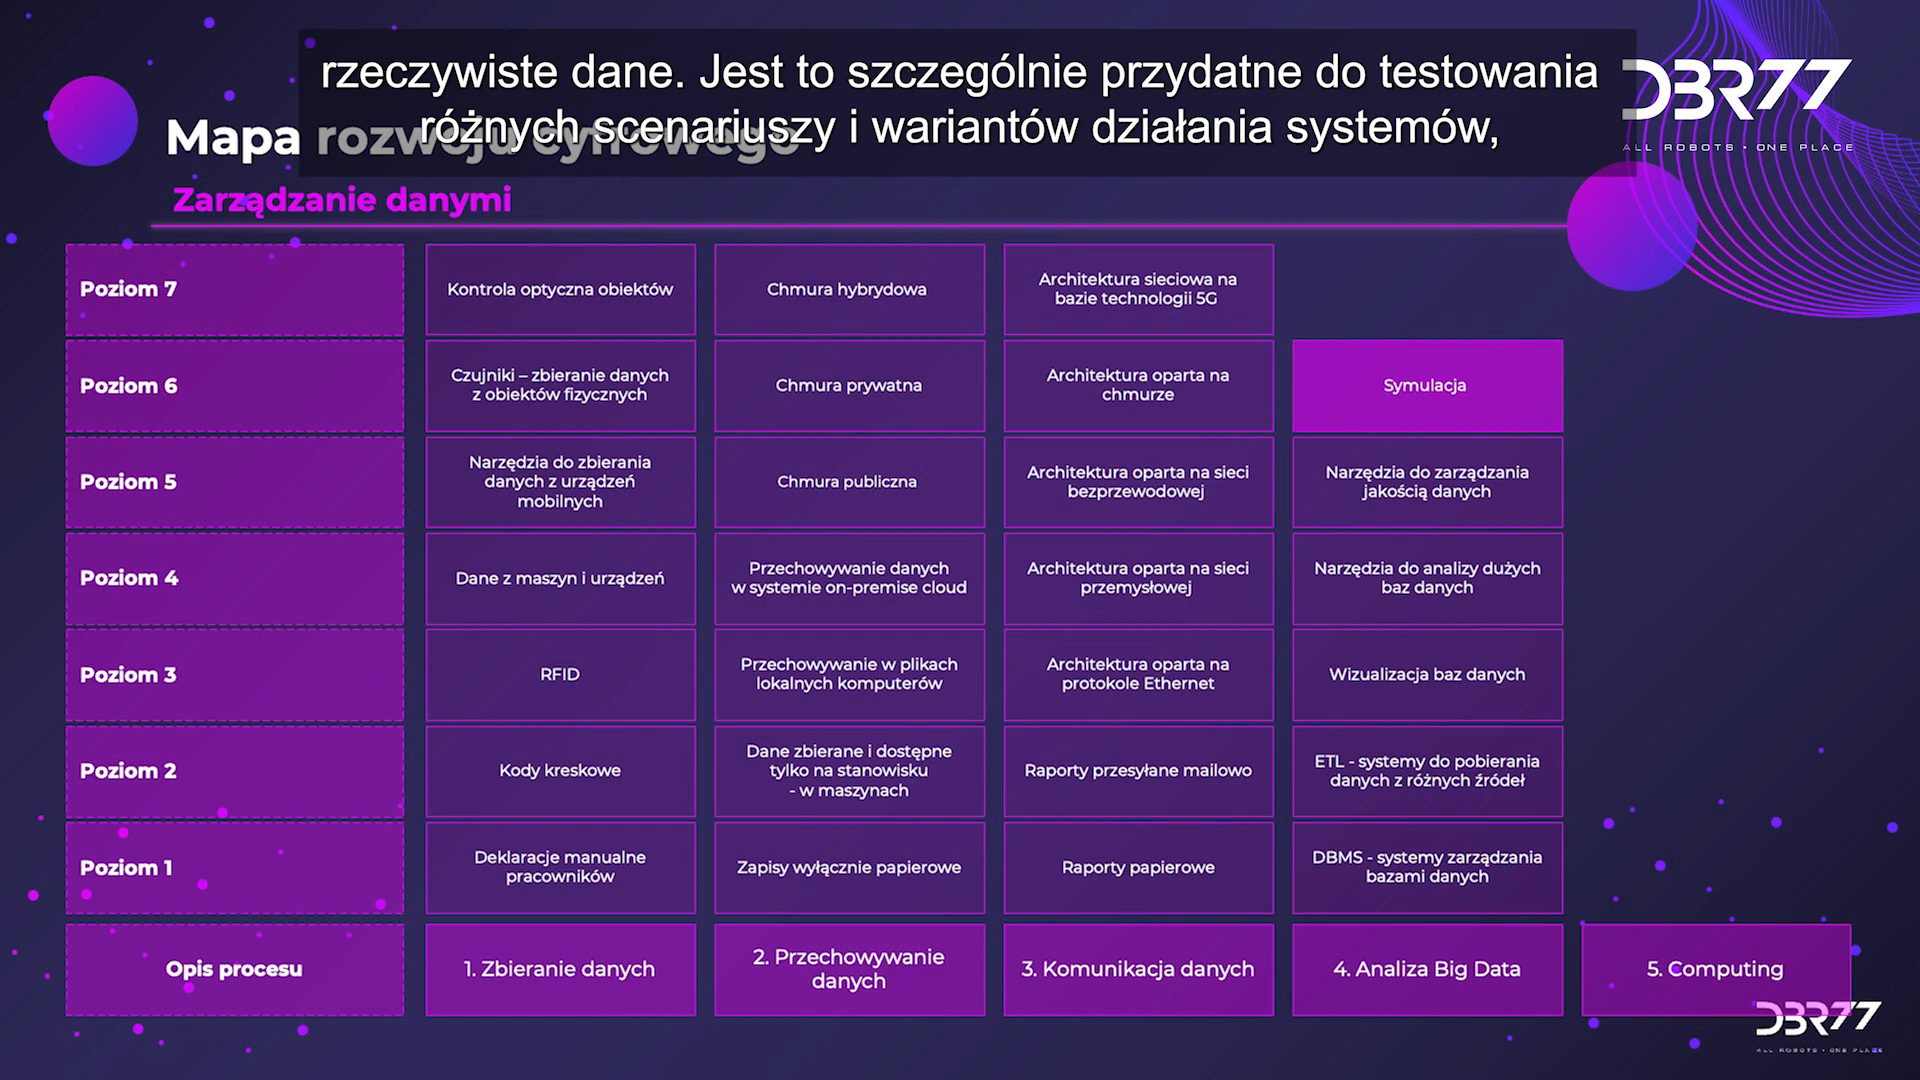 rzeczywiste dane. Jest to szczególnie przydatne do testowania
różnych scenariuszy i wariantów działania systemów,
DBR77
ALL ROBOTS • ONE PLACE
Mapa rozwoju cyfrowego
Zarządzanie danymi
Poziom 7
Kontrola optyczna obiektów
Chmura hybrydowa
Architektura sieciowa na
bazie technologii 5G
Poziom 6
Czujniki – zbieranie danych
z obiektów fizycznych
Chmura prywatna
Architektura oparta na
chmurze
Symulacja
Poziom 5
Narzędzia do zbierania
danych z urządzeń
mobilnych
Chmura publiczna
Architektura oparta na sieci
bezprzewodowej
Narzędzia do zarządzania
jakością danych
Poziom 4
Dane z maszyn i urządzeń
Przechowywanie danych
w systemie on-premise cloud
Architektura oparta na sieci
przemysłowej
Narzędzia do analizy dużych
baz danych
Poziom 3
RFID
Przechowywanie w plikach
lokalnych komputerów
Architektura oparta na
protokole Ethernet
Wizualizacja baz danych
Poziom 2
Kody kreskowe
Dane zbierane i dostępne
tylko na stanowisku
- w maszynach
Raporty przesyłane mailowo
ETL - systemy do pobierania
danych z różnych źródeł
Poziom 1
Deklaracje manualne
pracowników
Zapisy wyłącznie papierowe
Raporty papierowe
DBMS - systemy zarządzania
bazami danych
Opis procesu
1. Zbieranie danych
2. Przechowywanie
danych
3. Komunikacja danych
4. Analiza Big Data
5. Computing
DBR77
ALL ROBOTS • ONE PLACE